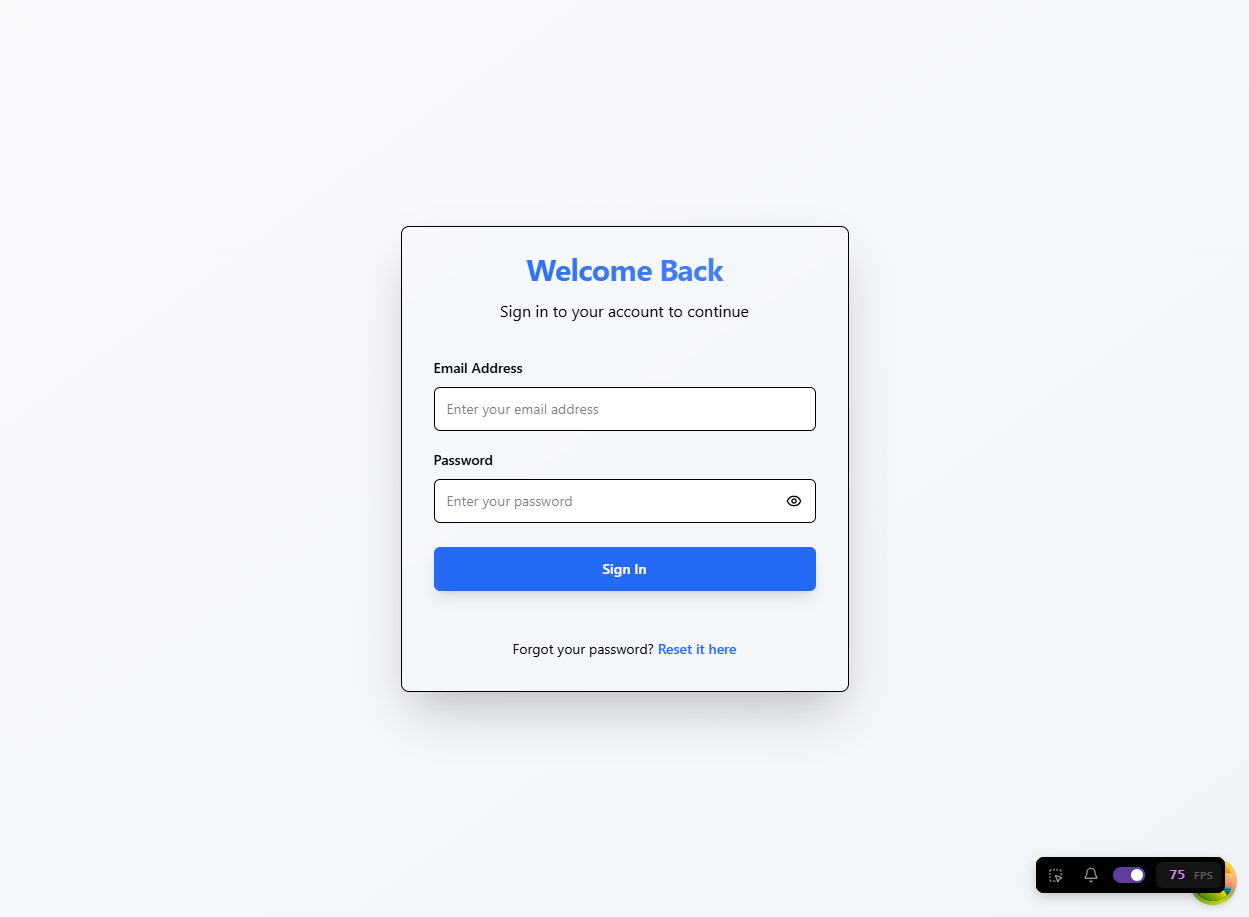 Welcome Back
Sign in to your account to continue
Email Address
Enter your email address
Password
Enter your password
Sign In
Forgot your password? Reset it here
75 FPS